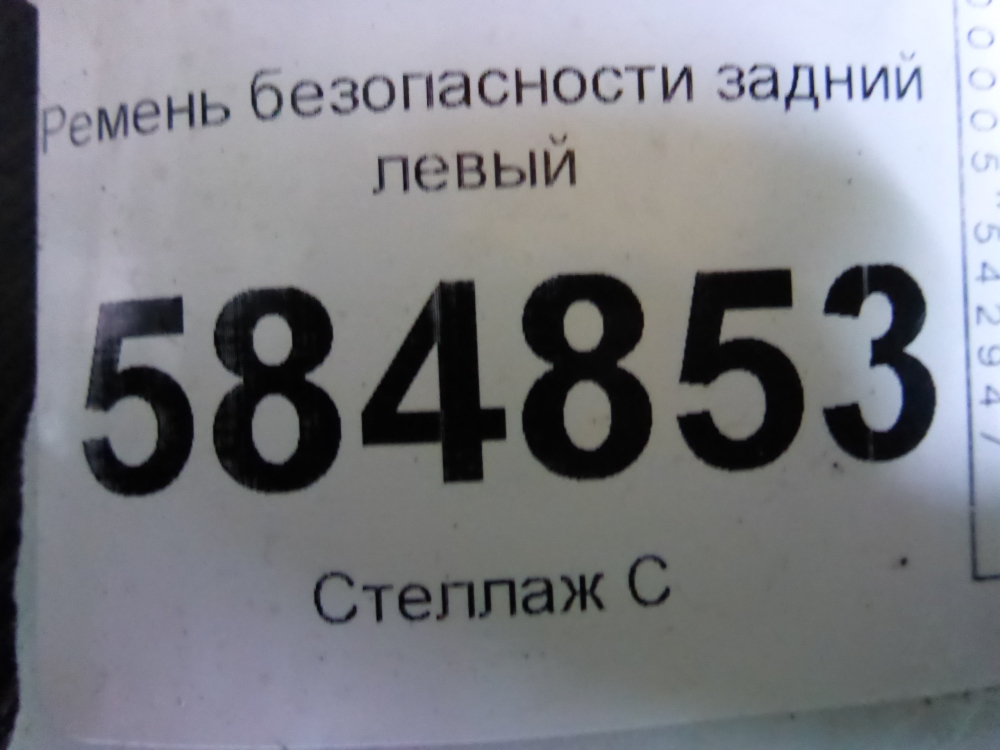 Ремень безопасности задний
левый
584853
Стеллаж С